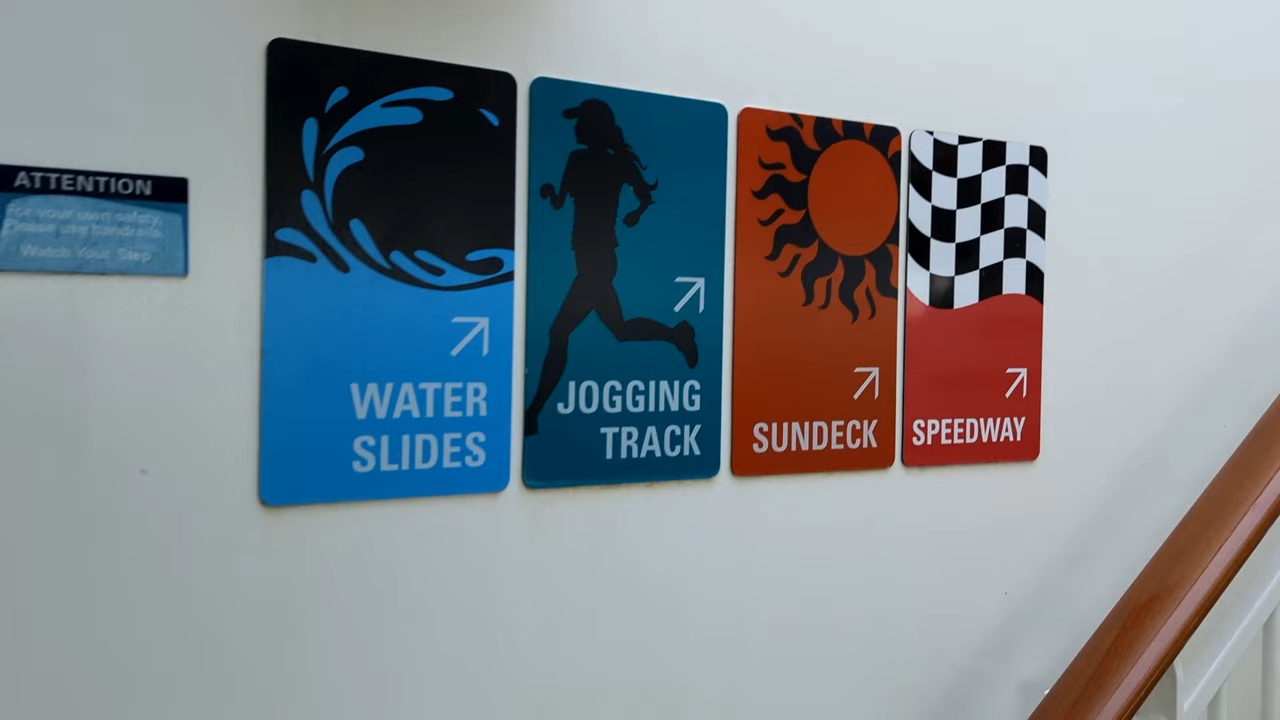 ATTENTION
For your own safety,
Please use handrails.
Watch Your Step
WATER
SLIDES
JOGGING
TRACK
SUNDECK
SPEEDWAY